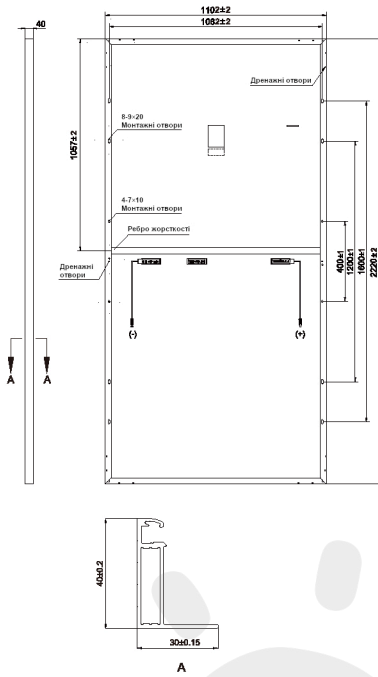 1102±2
1082±2
40
Дренажні отвори
8-9×20
Монтажні отвори
1057±2
4-7×10
Монтажні отвори
Ребро жорсткості
Дренажні
отвори
400±1
1200±1
1600±1
2220±2
(-)
(+)
A
A
40±0.2
30±0.15
A